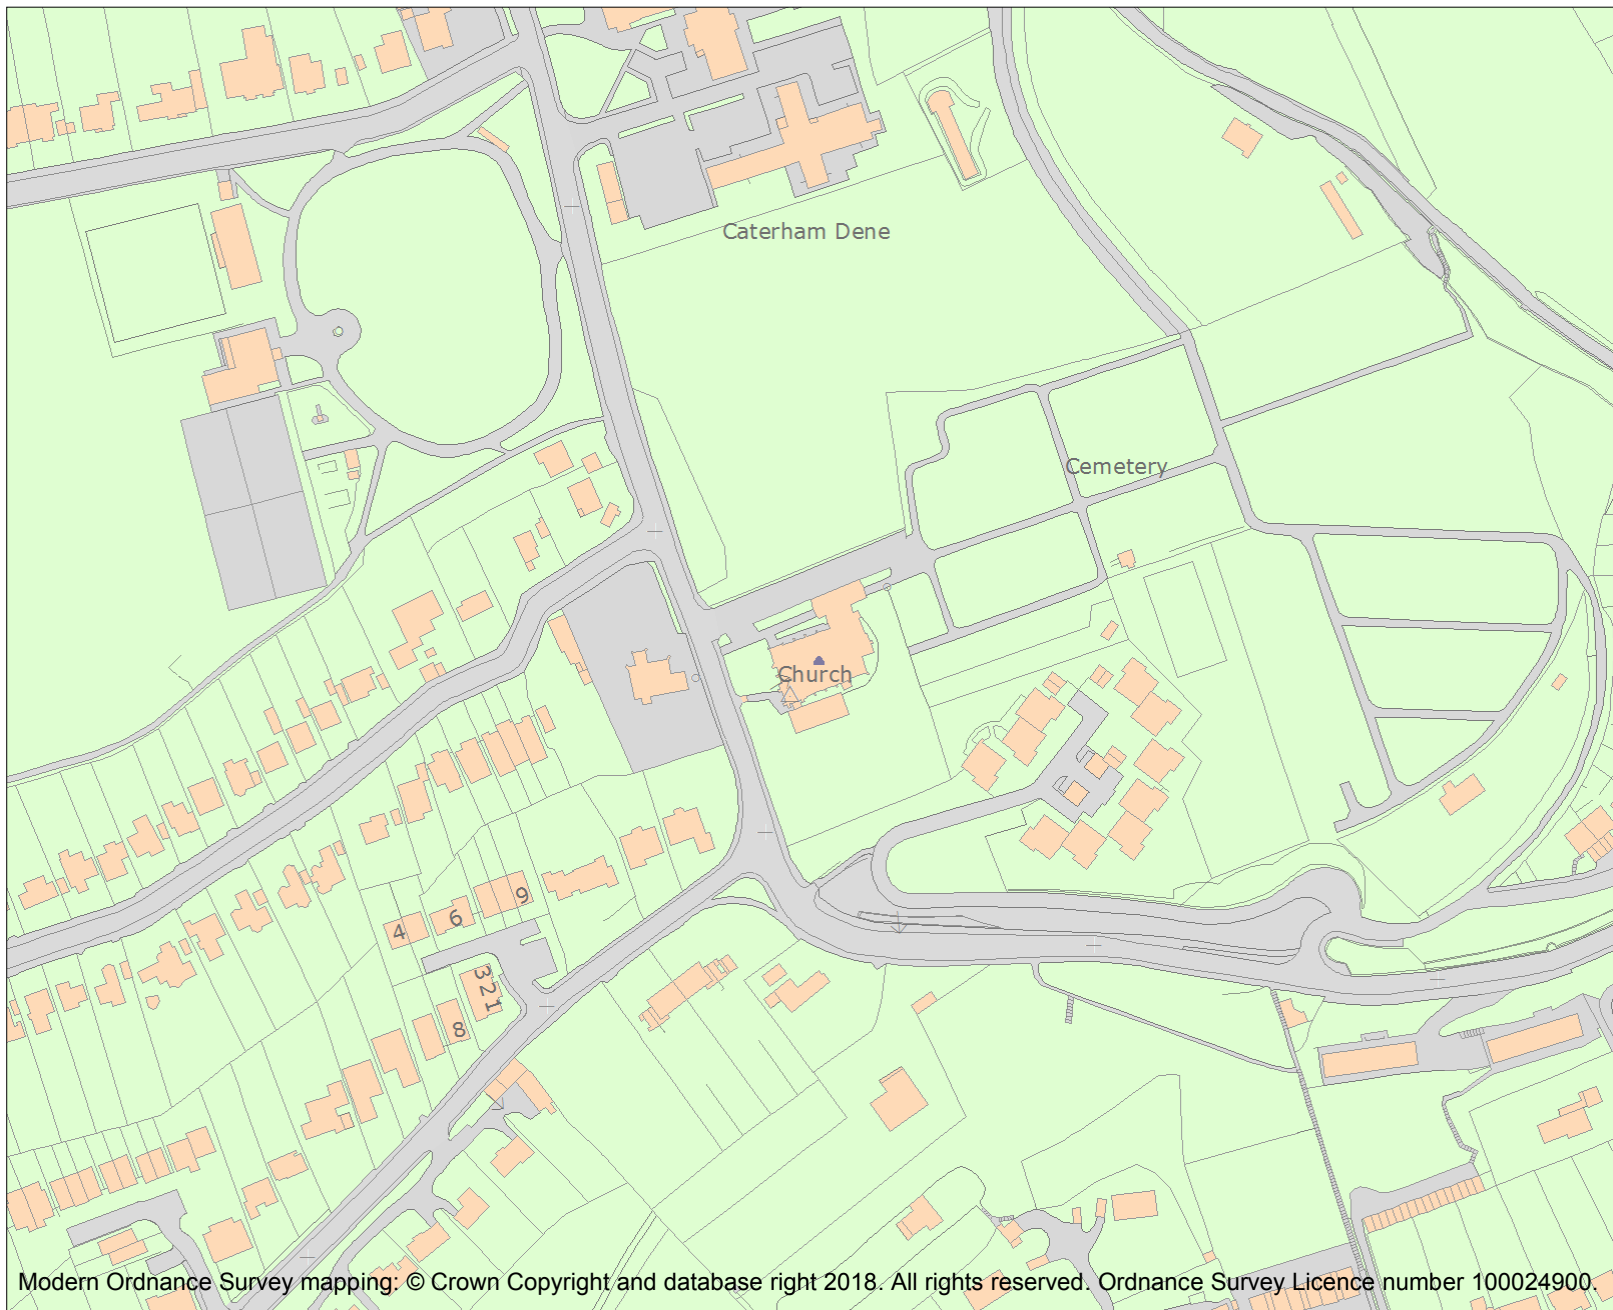 Caterham Dene
Cemetery
Church
9
6
4
3
2
1
8
Modern Ordnance Survey mapping: © Crown Copyright and database right 2018. All rights reserved. Ordnance Survey Licence number 100024900.